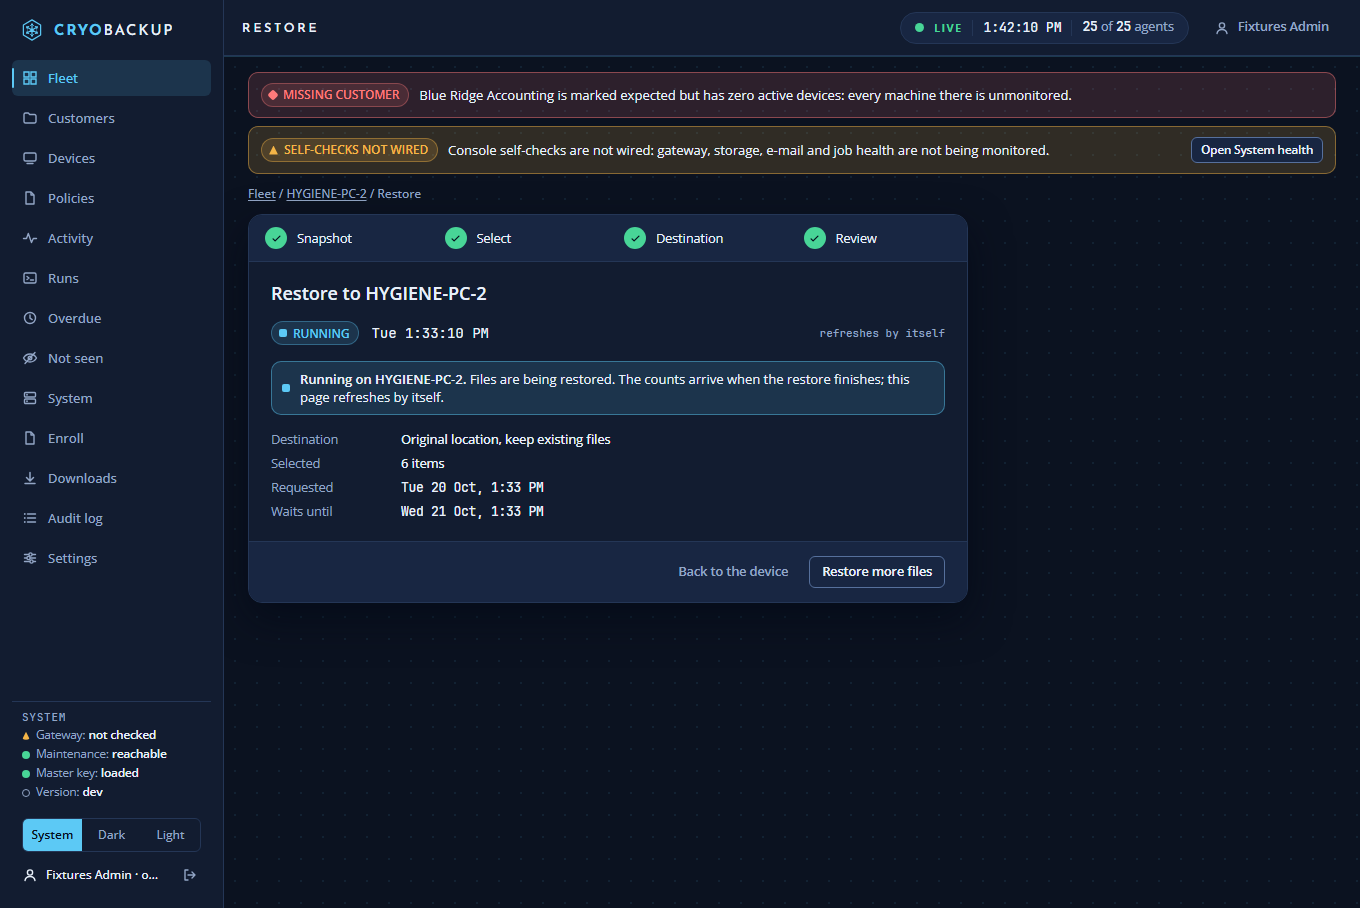 CRYOBACKUP
RESTORE
LIVE 1:42:10 PM 25 of 25 agents
Fixtures Admin
Fleet
Customers
Devices
Policies
Activity
Runs
Overdue
Not seen
System
Enroll
Downloads
Audit log
Settings
SYSTEM
Gateway: not checked
Maintenance: reachable
Master key: loaded
Version: dev
System Dark Light
Fixtures Admin · o...
MISSING CUSTOMER Blue Ridge Accounting is marked expected but has zero active devices: every machine there is unmonitored.
SELF-CHECKS NOT WIRED Console self-checks are not wired: gateway, storage, e-mail and job health are not being monitored. Open System health
Fleet / HYGIENE-PC-2 / Restore
Snapshot Select Destination Review
Restore to HYGIENE-PC-2
RUNNING Tue 1:33:10 PM refreshes by itself
Running on HYGIENE-PC-2. Files are being restored. The counts arrive when the restore finishes; this
page refreshes by itself.
Destination Original location, keep existing files
Selected 6 items
Requested Tue 20 Oct, 1:33 PM
Waits until Wed 21 Oct, 1:33 PM
Back to the device Restore more files